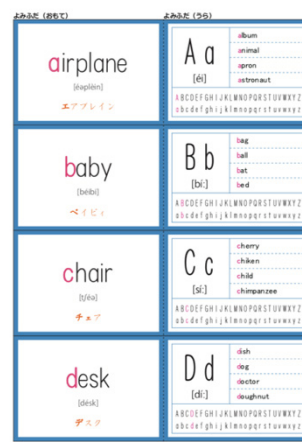 よみふだ（おもて）
よみふだ（うら）
airplane
[éəplèin]
エアプレイン
A a
[éi]
album
animal
apron
astronaut
ABCDEFGHIJKLMNOPQRSTUVWXYZ
abcdefghijklmnopqrstuvwxyz
baby
[béibi]
ベイビィ
B b
[bíː]
bag
ball
bat
bed
ABCDEFGHIJKLMNOPQRSTUVWXYZ
abcdefghijklmnopqrstuvwxyz
chair
[tʃéə]
チェア
C c
[síː]
cherry
chiken
child
chimpanzee
ABCDEFGHIJKLMNOPQRSTUVWXYZ
abcdefghijklmnopqrstuvwxyz
desk
[désk]
デスク
D d
[díː]
dish
dog
doctor
doughnut
ABCDEFGHIJKLMNOPQRSTUVWXYZ
abcdefghijklmnopqrstuvwxyz